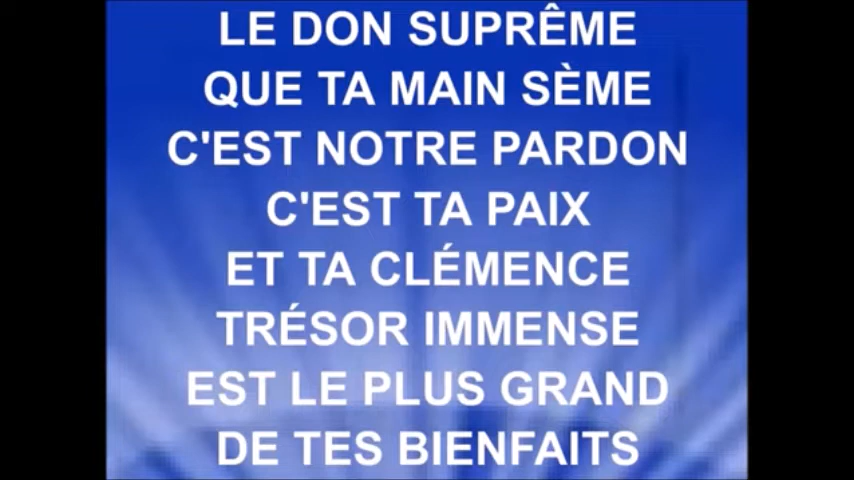 LE DON SUPRÊME
QUE TA MAIN SÈME
C'EST NOTRE PARDON
C'EST TA PAIX
ET TA CLÉMENCE
TRÉSOR IMMENSE
EST LE PLUS GRAND
DE TES BIENFAITS